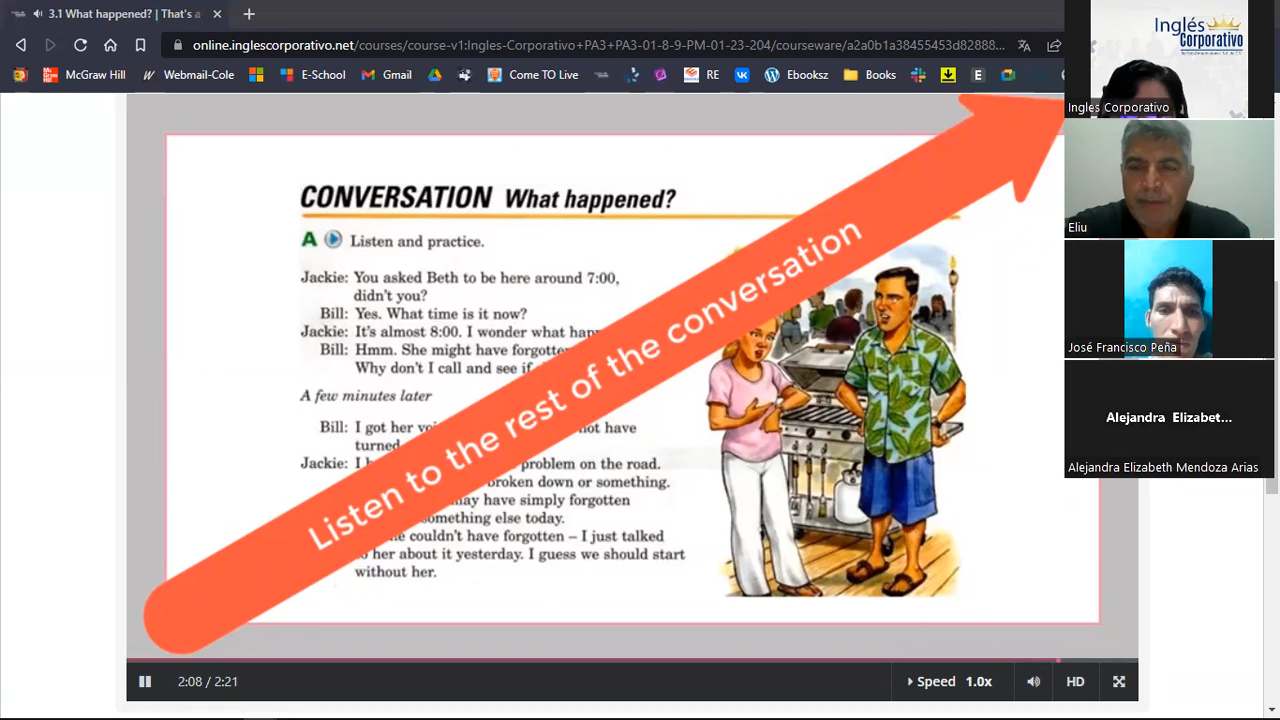 3.1 What happened? | That's a
online.inglescorporativo.net/courses/course-v1:Ingles-Corporativo+PA3+PA3-01-8-9-PM-01-23-204/courseware/a2a0b1a38455453d82888...
McGraw Hill
Webmail-Cole
E-School
Gmail
Come TO Live
RE
Ebooksz
Books
E
Inglés
Corporativo
Ingles Corporativo
Eliu
José Francisco Peña
Alejandra Elizabet...
Alejandra Elizabeth Mendoza Arias
CONVERSATION What happened?
A Listen and practice.
Jackie: You asked Beth to be here around 7:00,
didn't you?
Bill: Yes. What time is it now?
Jackie: It's almost 8:00. I wonder what
Bill: Hmm. She might have
Why don't I call and see if
A few minutes later
Bill: I got her have
turned
Jackie: I problem on the road.
broken down or something.
have simply forgotten
something else today.
couldn't have forgotten – I just talked
her about it yesterday. I guess we should start
without her.
Listen to the rest of the conversation
2:08 / 2:21
Speed 1.0x
HD